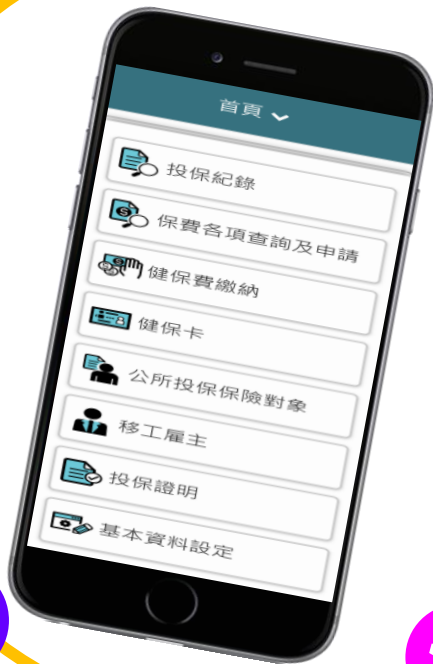 首頁
投保紀錄
保費各項查詢及申請
健保費繳納
健保卡
公所投保保險對象
移工雇主
投保證明
基本資料設定